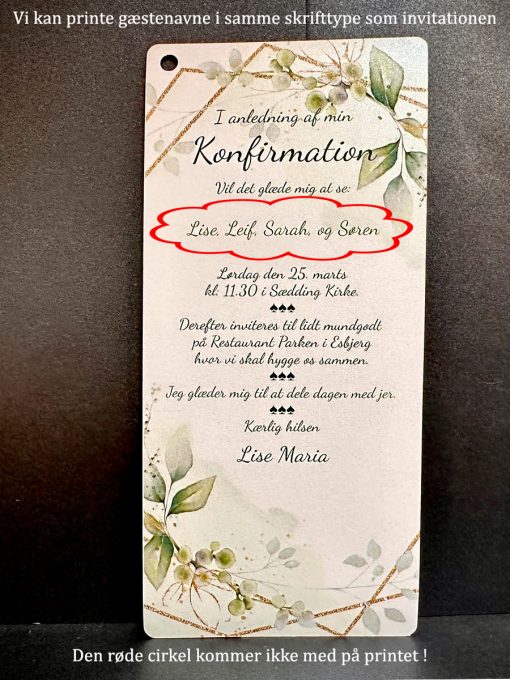 Vi kan printe gæstenavne i samme skrifttype som invitationen
I anledning af min
Konfirmation
Vil det glæde mig at se:
Lise, Leif, Sarah, og Søren
Lørdag den 25. marts
kl: 11.30 i Sædding Kirke.
♠♠♠
Derefter inviteres til lidt mundgodt
på Restaurant Parken i Esbjerg
hvor vi skal hygge os sammen.
♠♠♠
Jeg glæder mig til at dele dagen med jer.
♠♠♠
Kærlig hilsen
Lise Maria
Den røde cirkel kommer ikke med på printet !